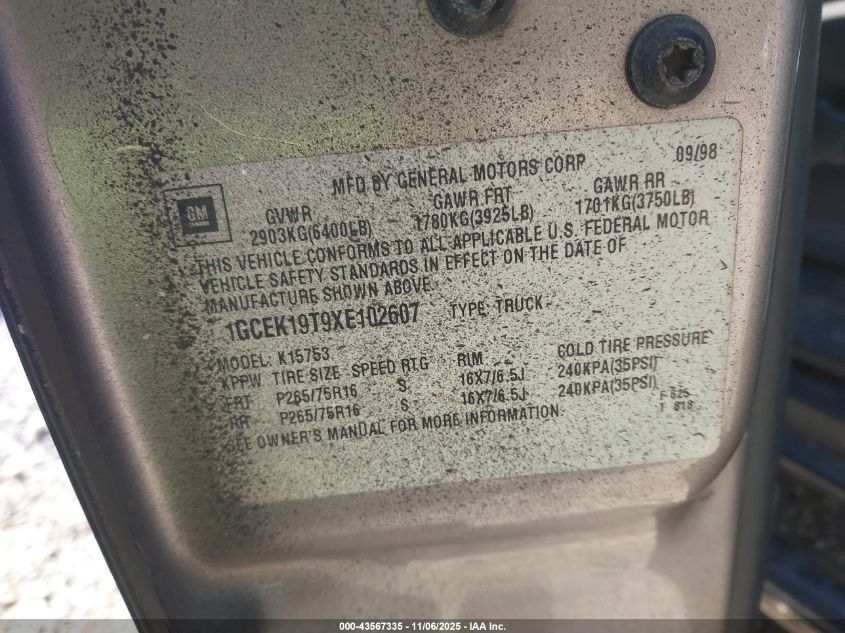 MFD BY GENERAL MOTORS CORP 09/98
GM
GVWR GAWR FRT GAWR RR
2903KG(6400LB) 1780KG(3925LB) 1701KG(3750LB)
THIS VEHICLE CONFORMS TO ALL APPLICABLE U.S. FEDERAL MOTOR
VEHICLE SAFETY STANDARDS IN EFFECT ON THE DATE OF
MANUFACTURE SHOWN ABOVE
1GCEK19T9XE102607 TYPE: TRUCK
MODEL: K15753
KPPW TIRE SIZE SPEED RTG RIM COLD TIRE PRESSURE
FRT P265/75R16 S 16X7/6.5J 240KPA(35PSI)
RR P265/75R16 S 16X7/6.5J 240KPA(35PSI)
SEE OWNER'S MANUAL FOR MORE INFORMATION.
000-43567335 - 11/06/2025 - IAA Inc.